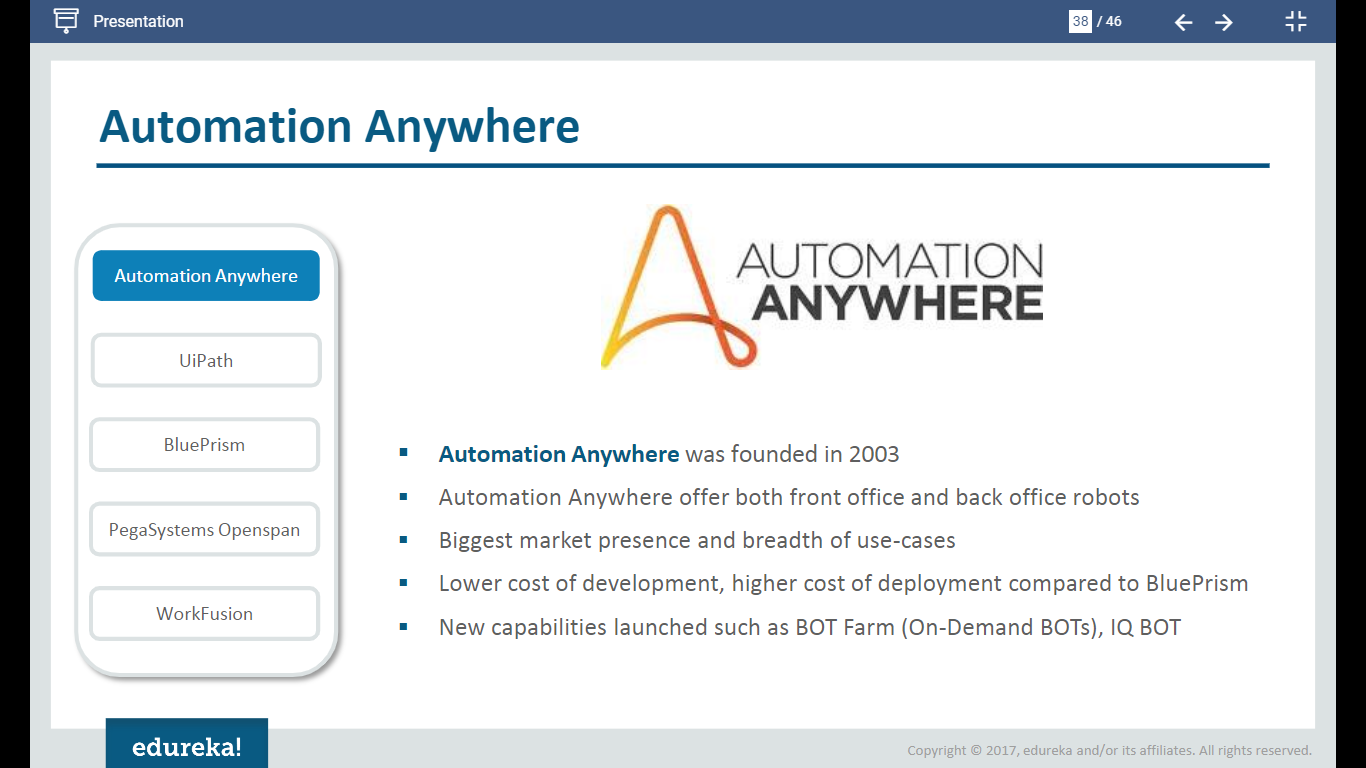 Presentation
38 / 46
Automation Anywhere
Automation Anywhere
UiPath
BluePrism
PegaSystems Openspan
WorkFusion
AUTOMATION
ANYWHERE
Automation Anywhere was founded in 2003
Automation Anywhere offer both front office and back office robots
Biggest market presence and breadth of use-cases
Lower cost of development, higher cost of deployment compared to BluePrism
New capabilities launched such as BOT Farm (On-Demand BOTs), IQ BOT
edureka!
Copyright © 2017, edureka and/or its affiliates. All rights reserved.